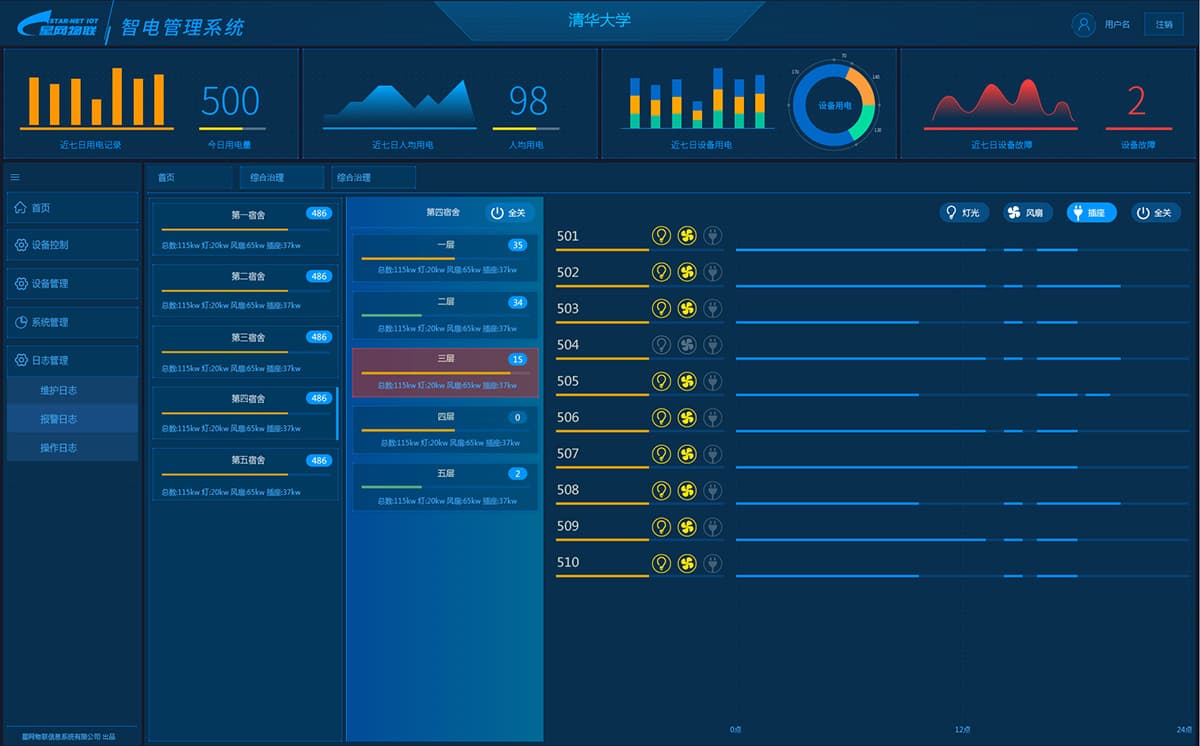 STAR-NET IOT
星网物联
智电管理系统
清华大学
用户名
注销
500
近七日用电记录
今日用电量
98
近七日人均用电
人均用电
近七日设备用电
设备用电
70
140
130
170
2
近七日设备故障
设备故障
首页
综合治理
综合治理
首页
设备控制
设备管理
系统管理
日志管理
维护日志
报警日志
操作日志
星网物联信息系统有限公司 出品
第一宿舍
486
总数:115kw 灯:20kw 风扇:65kw 插座:37kw
第二宿舍
486
总数:115kw 灯:20kw 风扇:65kw 插座:37kw
第三宿舍
486
总数:115kw 灯:20kw 风扇:65kw 插座:37kw
第四宿舍
486
总数:115kw 灯:20kw 风扇:65kw 插座:37kw
第五宿舍
486
总数:115kw 灯:20kw 风扇:65kw 插座:37kw
第四宿舍
全关
一层
35
总数:115kw 灯:20kw 风扇:65kw 插座:37kw
二层
34
总数:115kw 灯:20kw 风扇:65kw 插座:37kw
三层
15
总数:115kw 灯:20kw 风扇:65kw 插座:37kw
四层
0
总数:115kw 灯:20kw 风扇:65kw 插座:37kw
五层
2
总数:115kw 灯:20kw 风扇:65kw 插座:37kw
灯光
风扇
插座
全关
501
502
503
504
505
506
507
508
509
510
0点
12点
24点